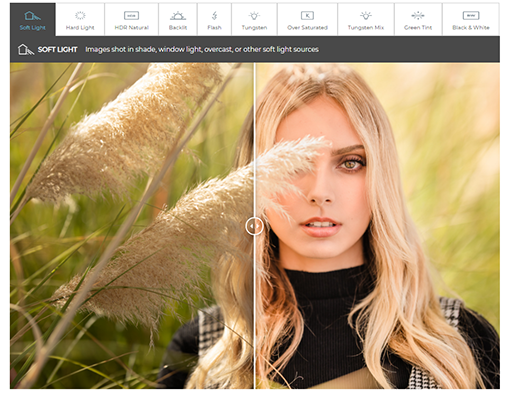 Soft Light
Hard Light
HDR Natural
Backlit
Flash
Tungsten
Over Saturated
Tungsten Mix
Green Tint
Black & White
SOFT LIGHT Images shot in shade, window light, overcast, or other soft light sources